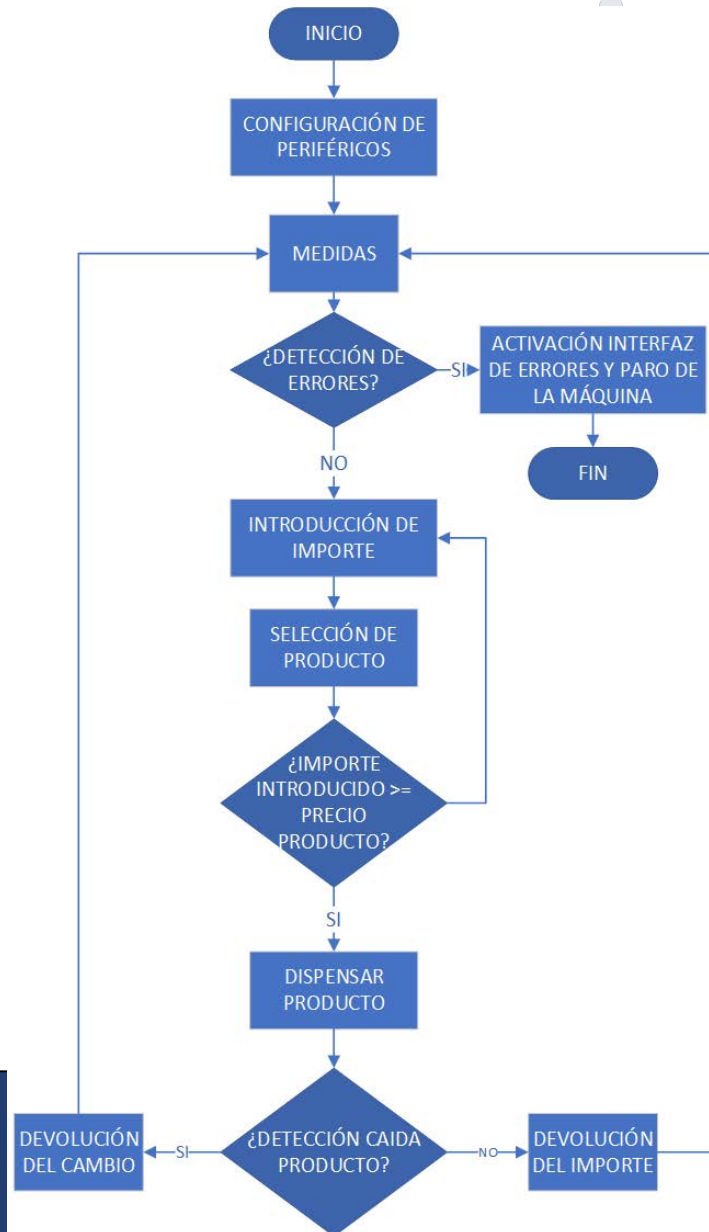 INICIO
CONFIGURACIÓN DE
PERIFÉRICOS
MEDIDAS
¿DETECCIÓN DE
ERRORES?
SI
ACTIVACIÓN INTERFAZ
DE ERRORES Y PARO DE
LA MÁQUINA
FIN
NO
INTRODUCCIÓN DE
IMPORTE
SELECCIÓN DE
PRODUCTO
¿IMPORTE
INTRODUCIDO >=
PRECIO
PRODUCTO?
SI
DISPENSAR
PRODUCTO
DEVOLUCIÓN
DEL CAMBIO
SI
¿DETECCIÓN CAIDA
PRODUCTO?
NO
DEVOLUCIÓN
DEL IMPORTE